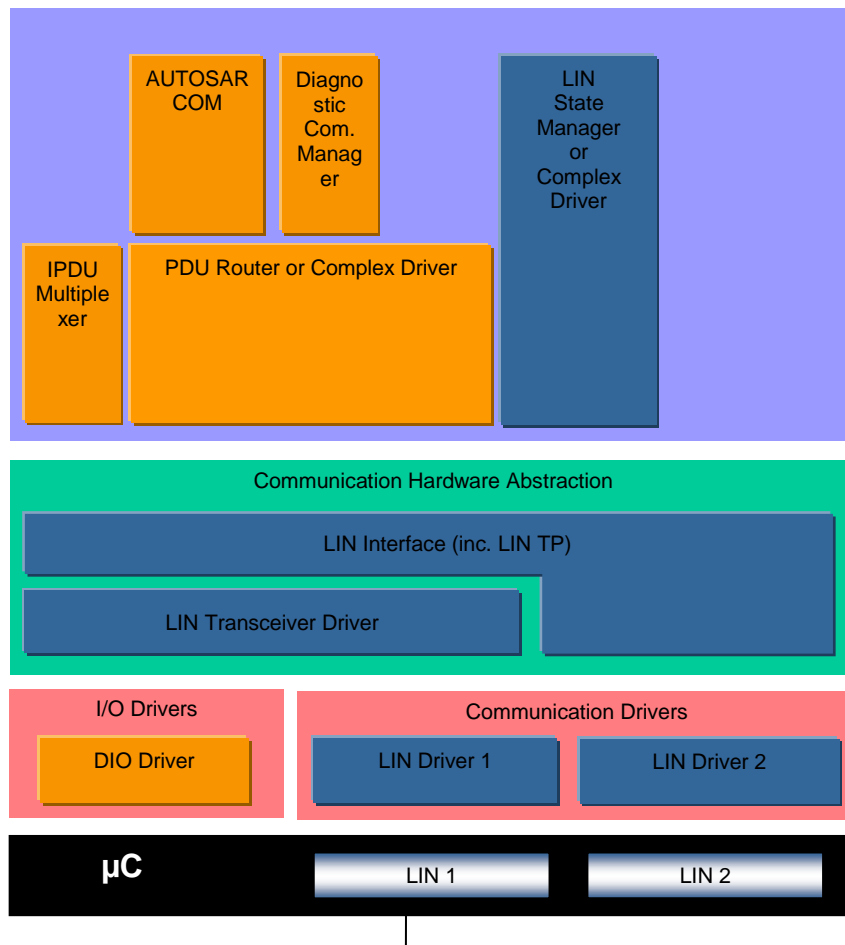 AUTOSAR
COM
Diagno
stic
Com.
Manag
er
LIN
State
Manager
or
Complex
Driver
IPDU
Multiple
xer
PDU Router or Complex Driver
Communication Hardware Abstraction
LIN Interface (inc. LIN TP)
LIN Transceiver Driver
I/O Drivers
Communication Drivers
DIO Driver
LIN Driver 1
LIN Driver 2
µC
LIN 1
LIN 2